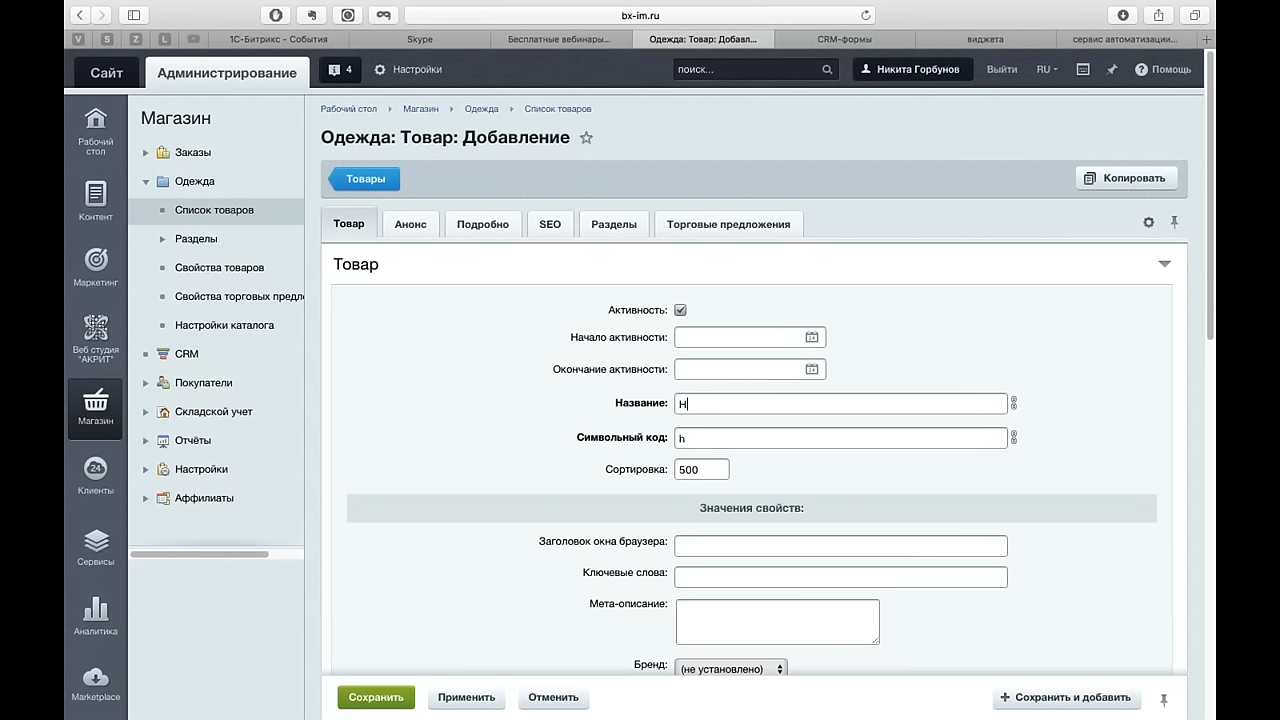 bx-im.ru
V S Z L 1С-Битрикс - События Skype Бесплатные вебинары... Одежда: Товар: Добавл... CRM-формы виджета сервис автоматизации... +
Сайт Администрирование 4 Настройки поиск... Никита Горбунов Выйти RU Помощь
Рабочий стол
Контент
Маркетинг
Веб студия "АКРИТ"
Магазин
24
Клиенты
Сервисы
Аналитика
Marketplace
Магазин
Заказы
Одежда
Список товаров
Разделы
Свойства товаров
Свойства торговых предл
Настройки каталога
CRM
Покупатели
Складской учет
Отчёты
Настройки
Аффилиаты
Рабочий стол Магазин Одежда Список товаров
Одежда: Товар: Добавление
Товары Копировать
Товар Анонс Подробно SEO Разделы Торговые предложения
Товар
Активность:
Начало активности:
Окончание активности:
Название: Н
Символьный код: h
Сортировка: 500
Значения свойств:
Заголовок окна браузера:
Ключевые слова:
Мета-описание:
Бренд: (не установлено)
Сохранить Применить Отменить + Сохранить и добавить